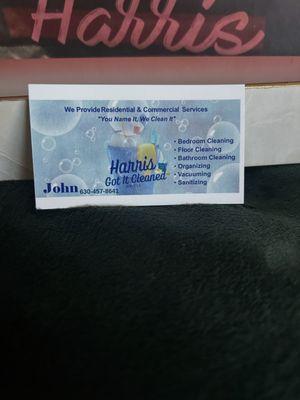 Harris
We Provide Residential & Commercial Services
"You Name It, We Clean It"
• Bedroom Cleaning
• Floor Cleaning
• Bathroom Cleaning
• Organizing
• Vacuuming
• Sanitizing
Harris
Got It Cleaned
John 630-457-8641